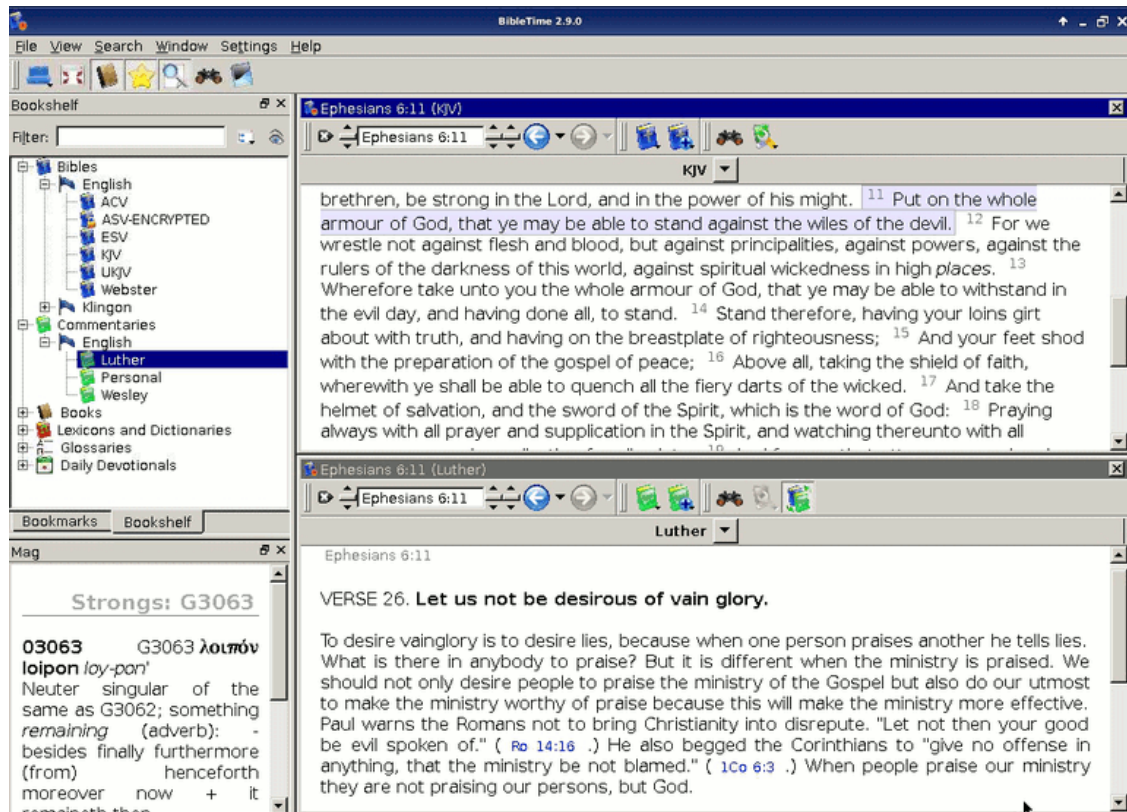 BibleTime 2.9.0
File View Search Window Settings Help
Bookshelf
Filter:
Bibles
English
ACV
ASV-ENCRYPTED
ESV
KJV
UKJV
Webster
Klingon
Commentaries
English
Luther
Personal
Wesley
Books
Lexicons and Dictionaries
Glossaries
Daily Devotionals
Bookmarks Bookshelf
Mag
Strongs: G3063
03063 G3063 λοιπόν
loipon loy-pon'
Neuter singular of the
same as G3062; something
remaining (adverb): -
besides finally furthermore
(from) henceforth
moreover now + it
remaineth then
Ephesians 6:11 (KJV)
Ephesians 6:11
KJV
brethren, be strong in the Lord, and in the power of his might. 11 Put on the whole
armour of God, that ye may be able to stand against the wiles of the devil. 12 For we
wrestle not against flesh and blood, but against principalities, against powers, against the
rulers of the darkness of this world, against spiritual wickedness in high places. 13
Wherefore take unto you the whole armour of God, that ye may be able to withstand in
the evil day, and having done all, to stand. 14 Stand therefore, having your loins girt
about with truth, and having on the breastplate of righteousness; 15 And your feet shod
with the preparation of the gospel of peace; 16 Above all, taking the shield of faith,
wherewith ye shall be able to quench all the fiery darts of the wicked. 17 And take the
helmet of salvation, and the sword of the Spirit, which is the word of God: 18 Praying
always with all prayer and supplication in the Spirit, and watching thereunto with all
Ephesians 6:11 (Luther)
Ephesians 6:11
Luther
Ephesians 6:11
VERSE 26. Let us not be desirous of vain glory.
To desire vainglory is to desire lies, because when one person praises another he tells lies.
What is there in anybody to praise? But it is different when the ministry is praised. We
should not only desire people to praise the ministry of the Gospel but also do our utmost
to make the ministry worthy of praise because this will make the ministry more effective.
Paul warns the Romans not to bring Christianity into disrepute. "Let not then your good
be evil spoken of." ( Ro 14:16 .) He also begged the Corinthians to "give no offense in
anything, that the ministry be not blamed." ( 1Co 6:3 .) When people praise our ministry
they are not praising our persons, but God.